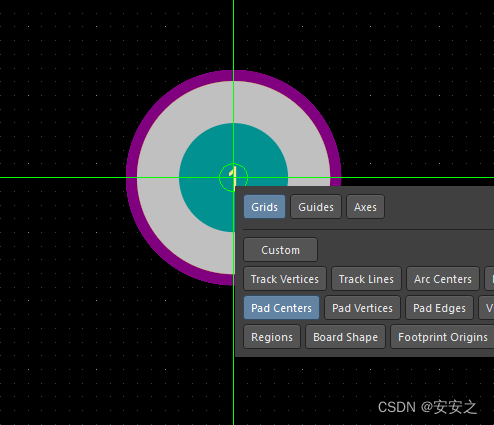 1
Grids Guides Axes
Custom
Track Vertices Track Lines Arc Centers
Pad Centers Pad Vertices Pad Edges V
Regions Board Shape Footprint Origins
CSDN @安安之